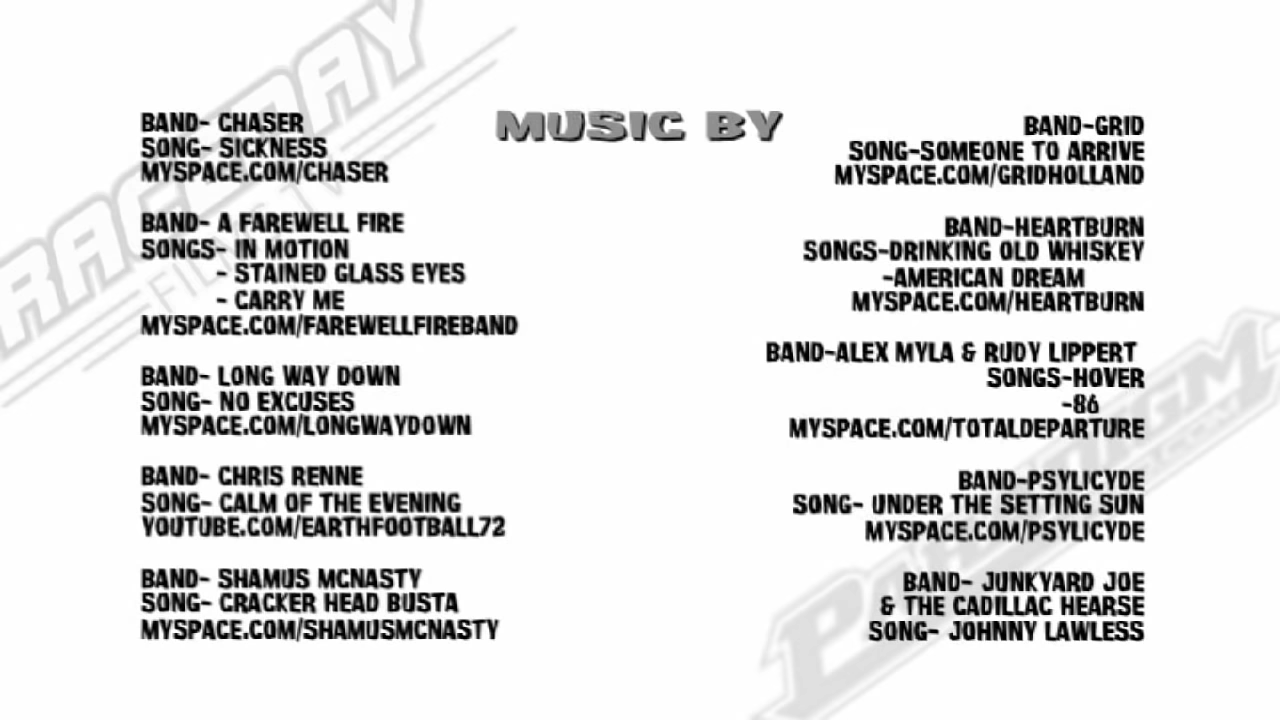 MUSIC BY
BAND- CHASER
SONG- SICKNESS
MYSPACE.COM/CHASER
BAND- A FAREWELL FIRE
SONGS- IN MOTION
- STAINED GLASS EYES
- CARRY ME
MYSPACE.COM/FAREWELLFIREBAND
BAND- LONG WAY DOWN
SONG- NO EXCUSES
MYSPACE.COM/LONGWAYDOWN
BAND- CHRIS RENNE
SONG- CALM OF THE EVENING
YOUTUBE.COM/EARTHFOOTBALL72
BAND- SHAMUS MCNASTY
SONG- CRACKER HEAD BUSTA
MYSPACE.COM/SHAMUSMCNASTY
BAND-GRID
SONG-SOMEONE TO ARRIVE
MYSPACE.COM/GRIDHOLLAND
BAND-HEARTBURN
SONGS-DRINKING OLD WHISKEY
-AMERICAN DREAM
MYSPACE.COM/HEARTBURN
BAND-ALEX MYLA & RUDY LIPPERT
SONGS-HOVER
-86
MYSPACE.COM/TOTALDEPARTURE
BAND-PSYLICYDE
SONG- UNDER THE SETTING SUN
MYSPACE.COM/PSYLICYDE
BAND- JUNKYARD JOE
& THE CADILLAC HEARSE
SONG- JOHNNY LAWLESS
RACE DAY